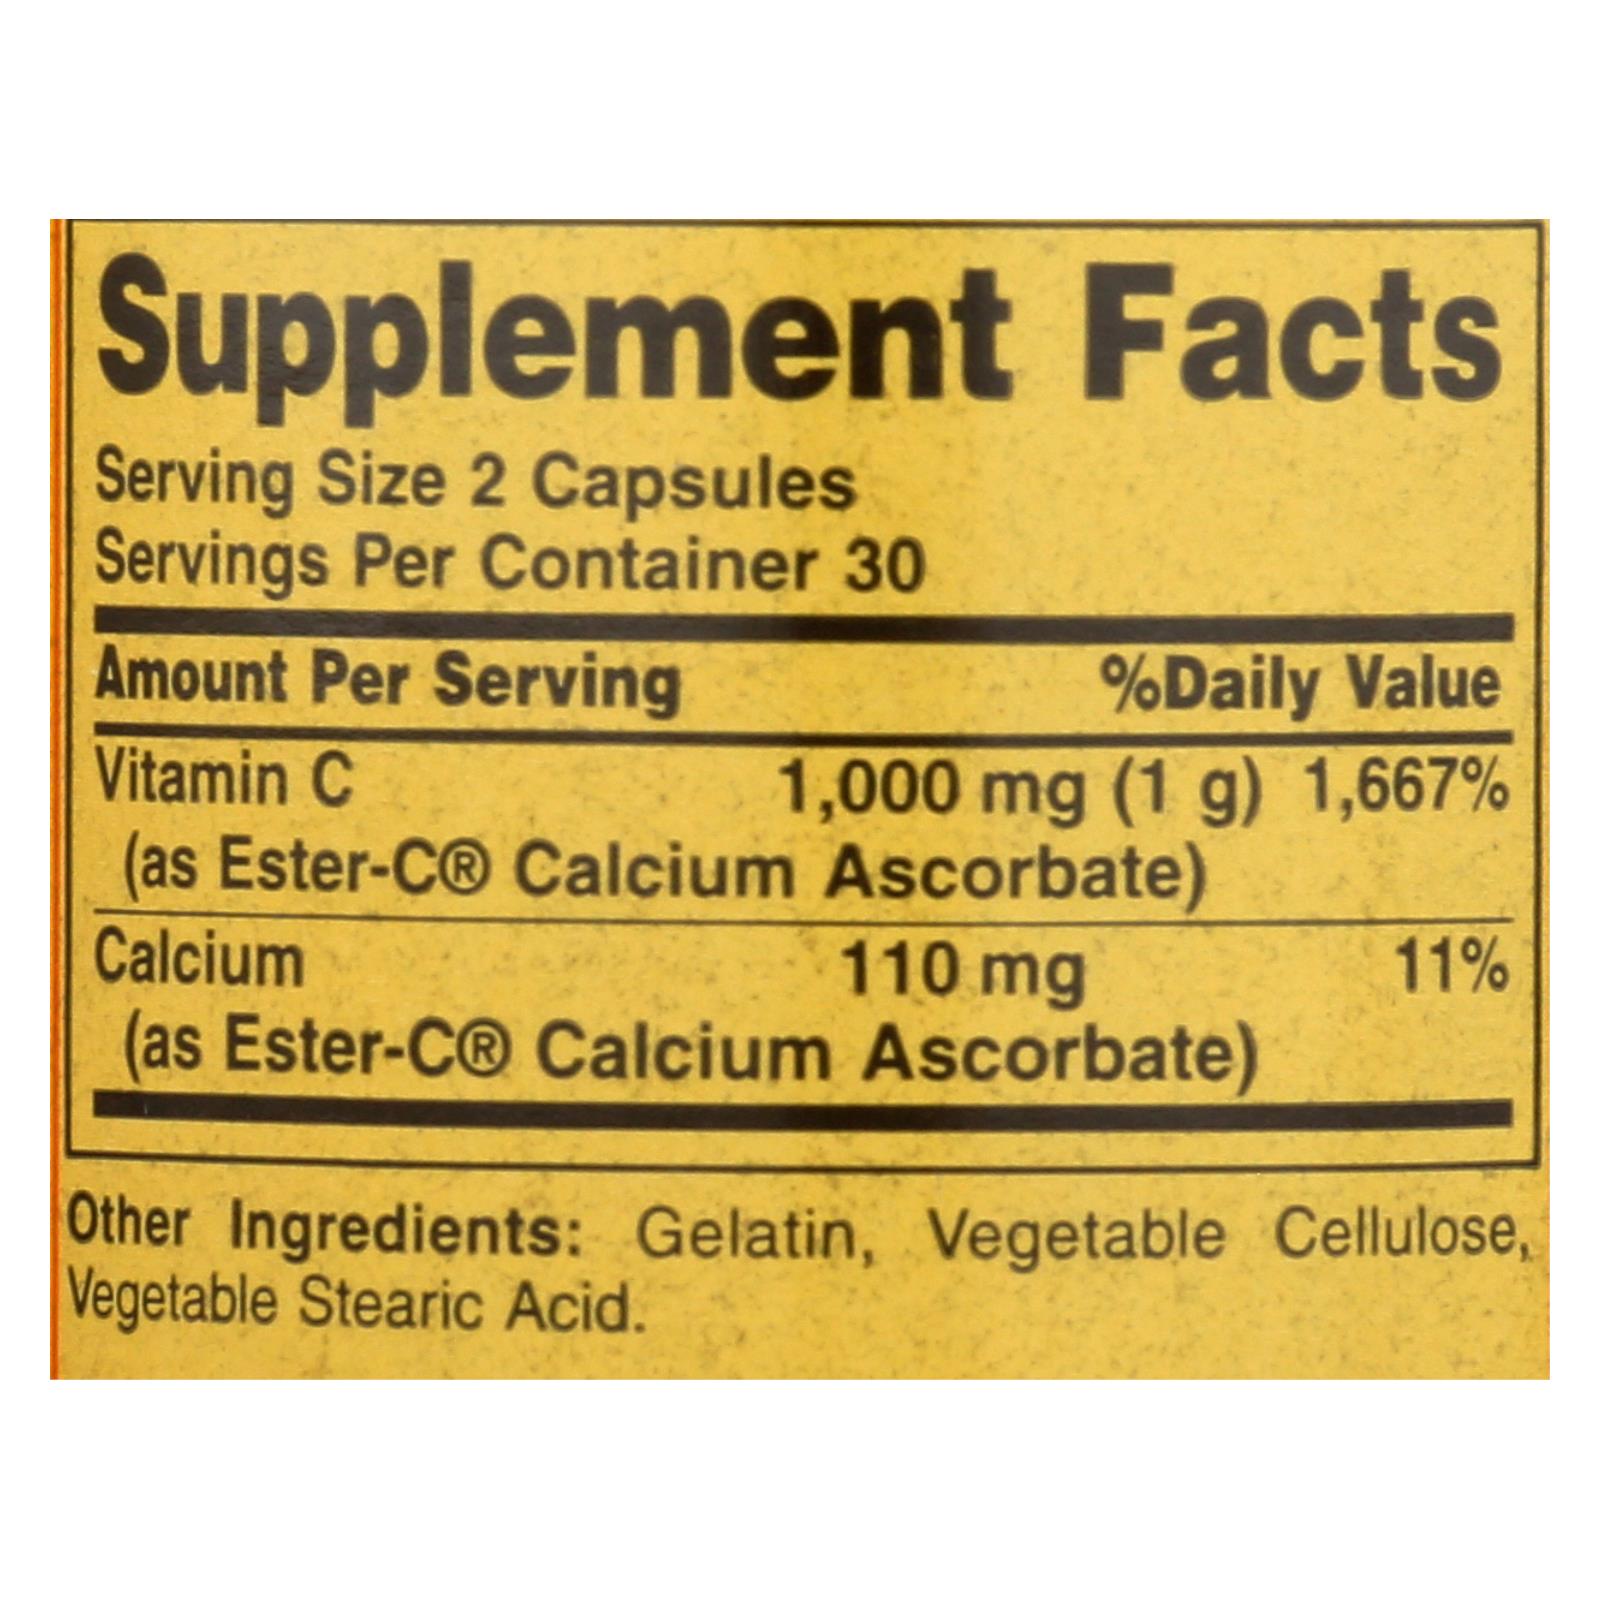 Supplement Facts
Serving Size 2 Capsules
Servings Per Container 30
Amount Per Serving %Daily Value
Vitamin C 1,000 mg (1 g) 1,667%
(as Ester-C® Calcium Ascorbate)
Calcium 110 mg 11%
(as Ester-C® Calcium Ascorbate)
Other Ingredients: Gelatin, Vegetable Cellulose,
Vegetable Stearic Acid.